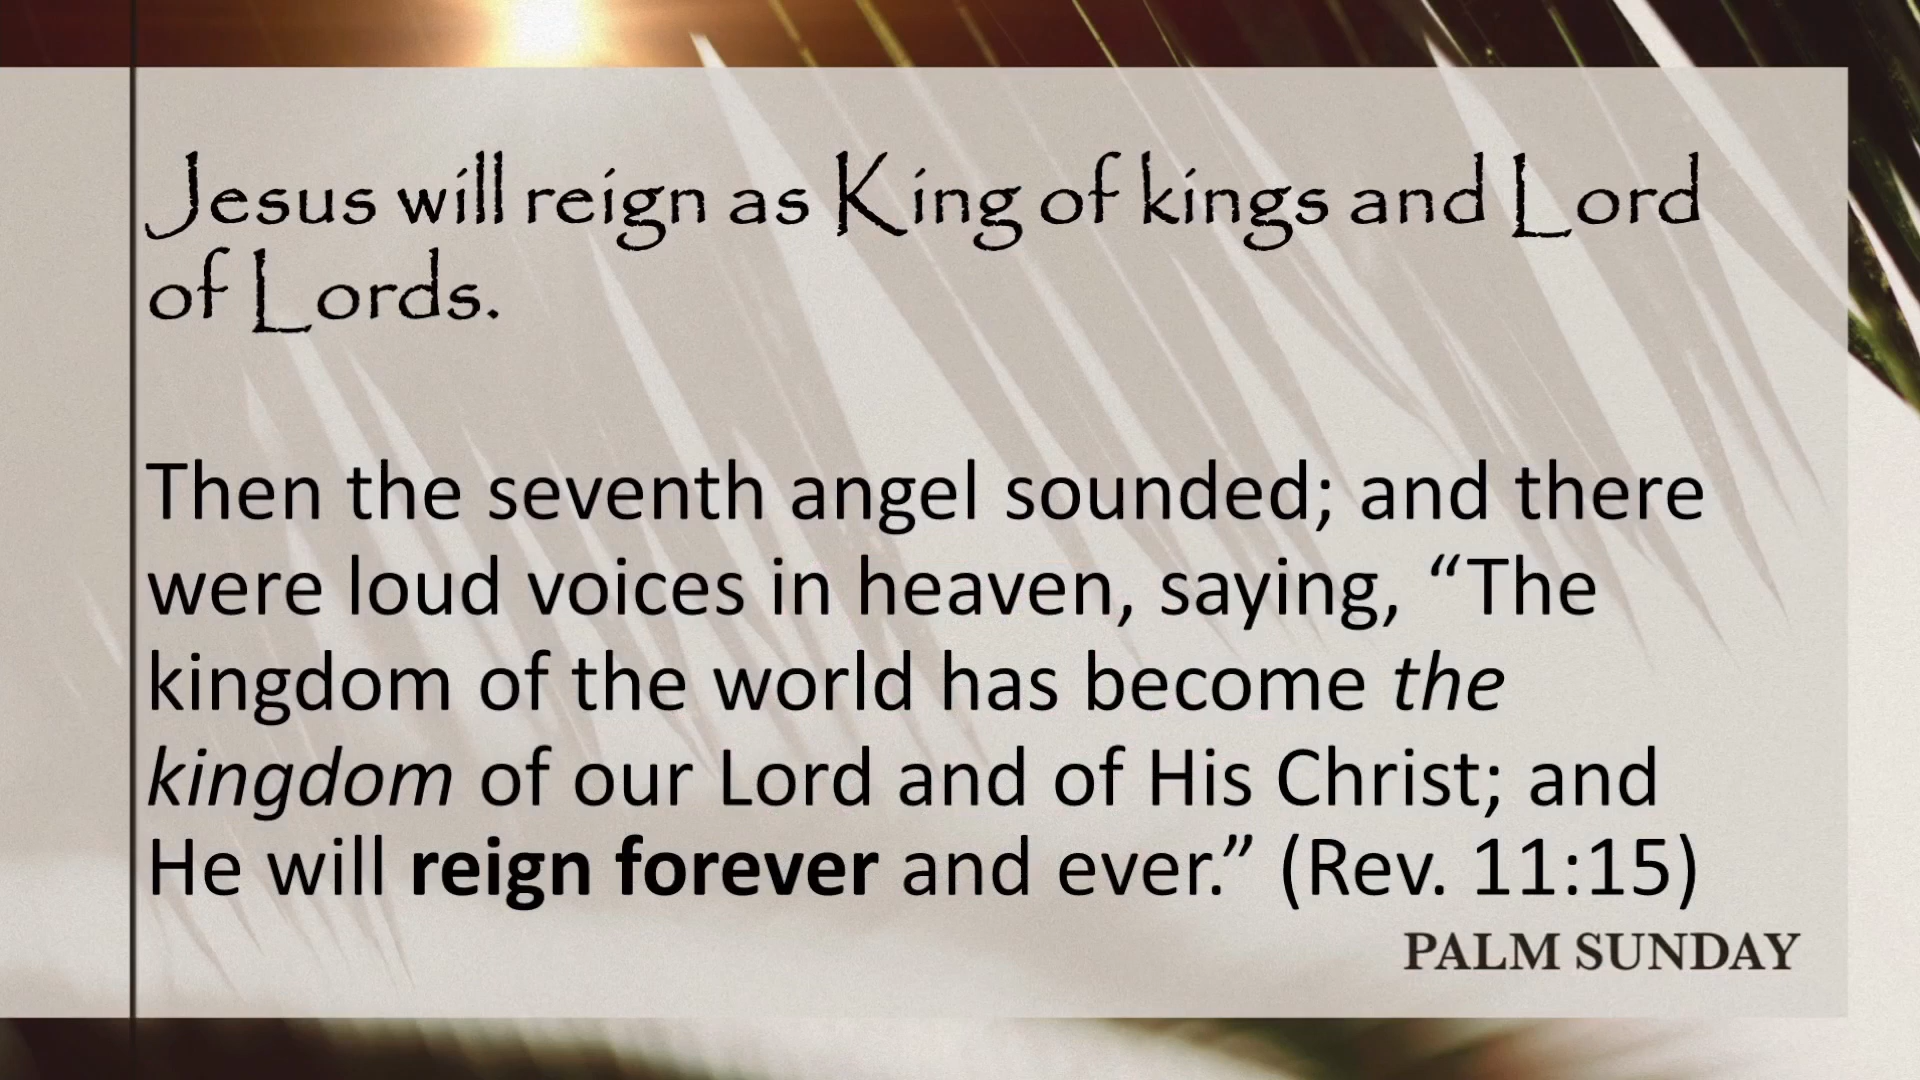 Jesus will reign as King of kings and Lord
of Lords.
Then the seventh angel sounded; and there
were loud voices in heaven, saying, “The
kingdom of the world has become the
kingdom of our Lord and of His Christ; and
He will reign forever and ever.” (Rev. 11:15)
PALM SUNDAY